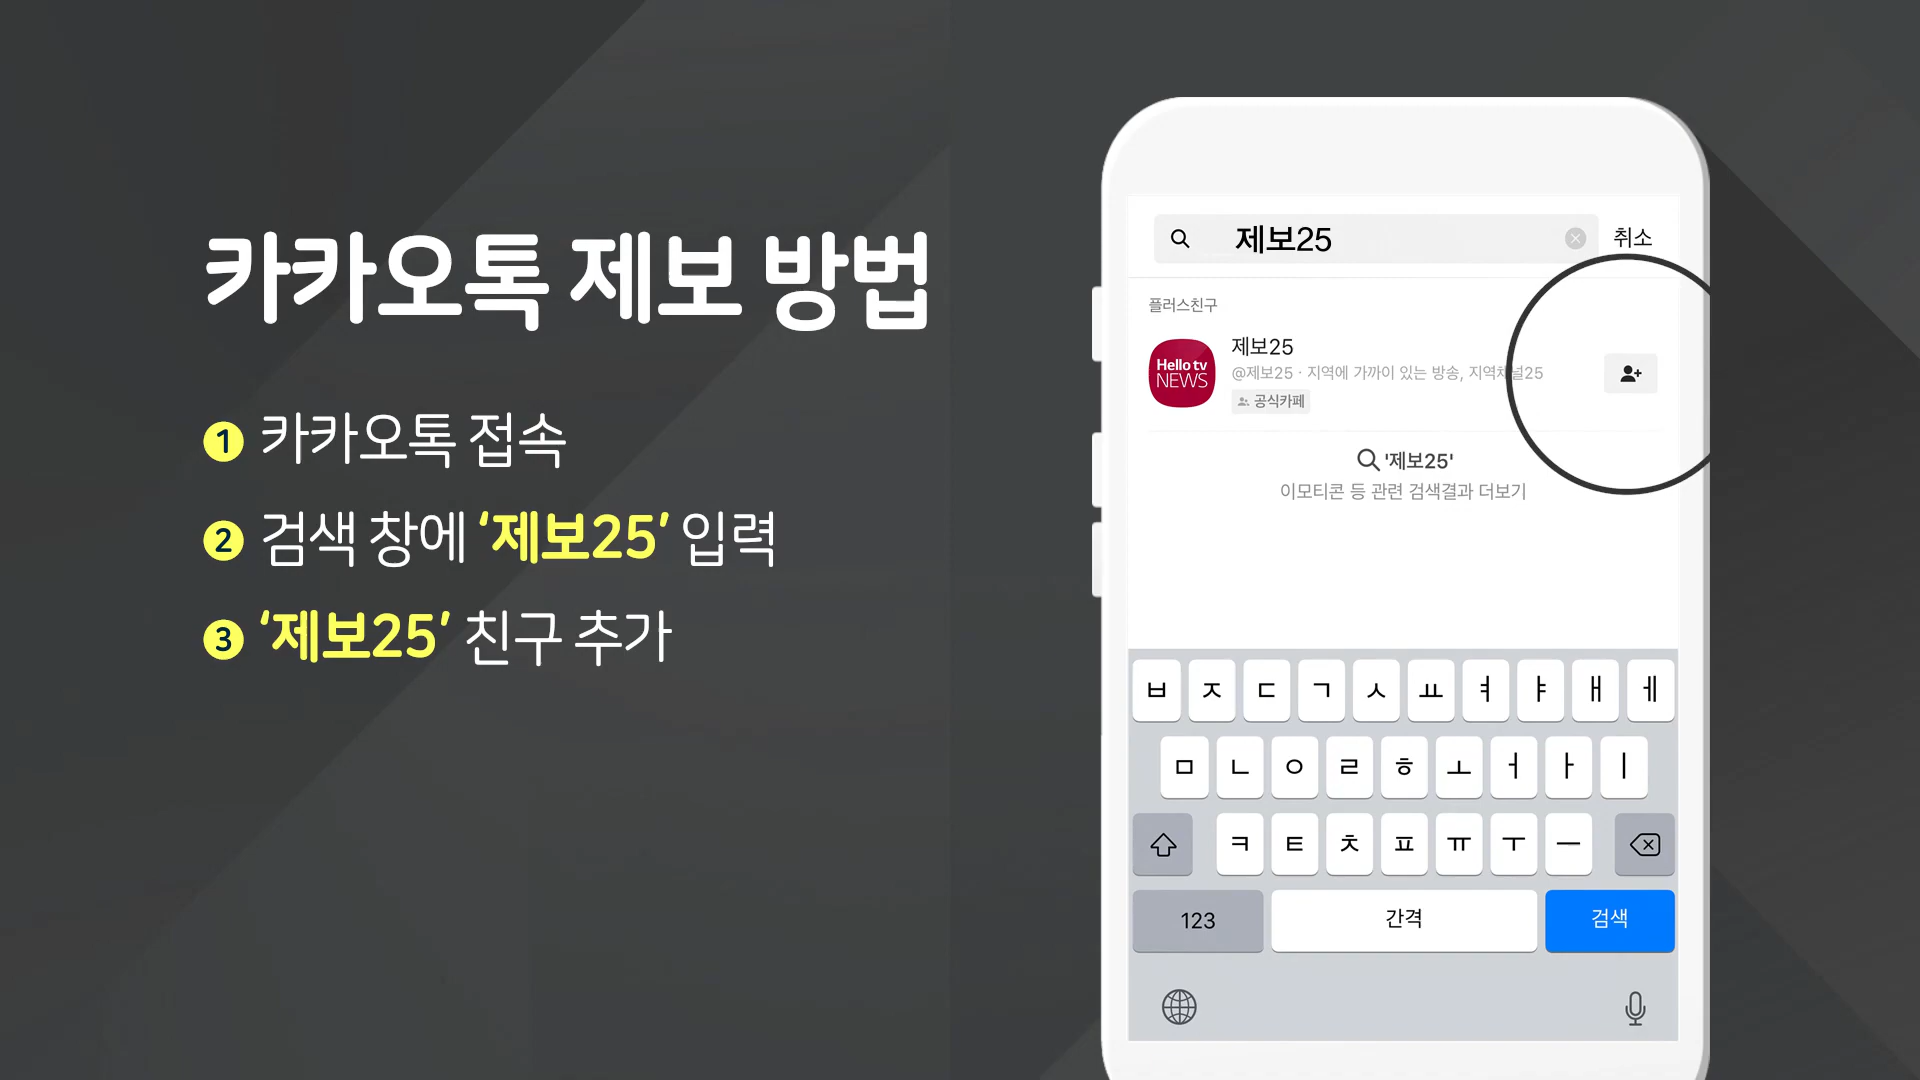 카카오톡 제보 방법
1 카카오톡 접속
2 검색 창에 ‘제보25’ 입력
3 ‘제보25’ 친구 추가
제보25 취소
플러스친구
Hello tv
NEWS
제보25
@제보25 · 지역에 가까이 있는 방송, 지역채널25
공식카페
'제보25'
이모티콘 등 관련 검색결과 더보기
ㅂ ㅈ ㄷ ㄱ ㅅ ㅛ ㅕ ㅑ ㅐ ㅔ
ㅁ ㄴ ㅇ ㄹ ㅎ ㅗ ㅓ ㅏ ㅣ
ㅋ ㅌ ㅊ ㅍ ㅠ ㅜ ㅡ
123 간격 검색